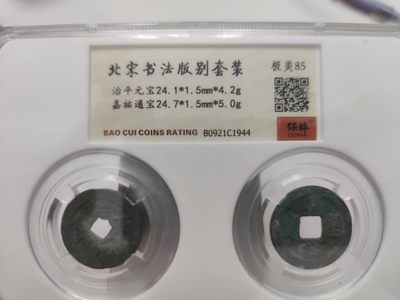 北宋书法版别套装
极美85
治平元宝24.1*1.5mm*4.2g
嘉祐通宝24.7*1.5mm*5.0g
保粹
BAO CUI COINS RATING B0921C1944